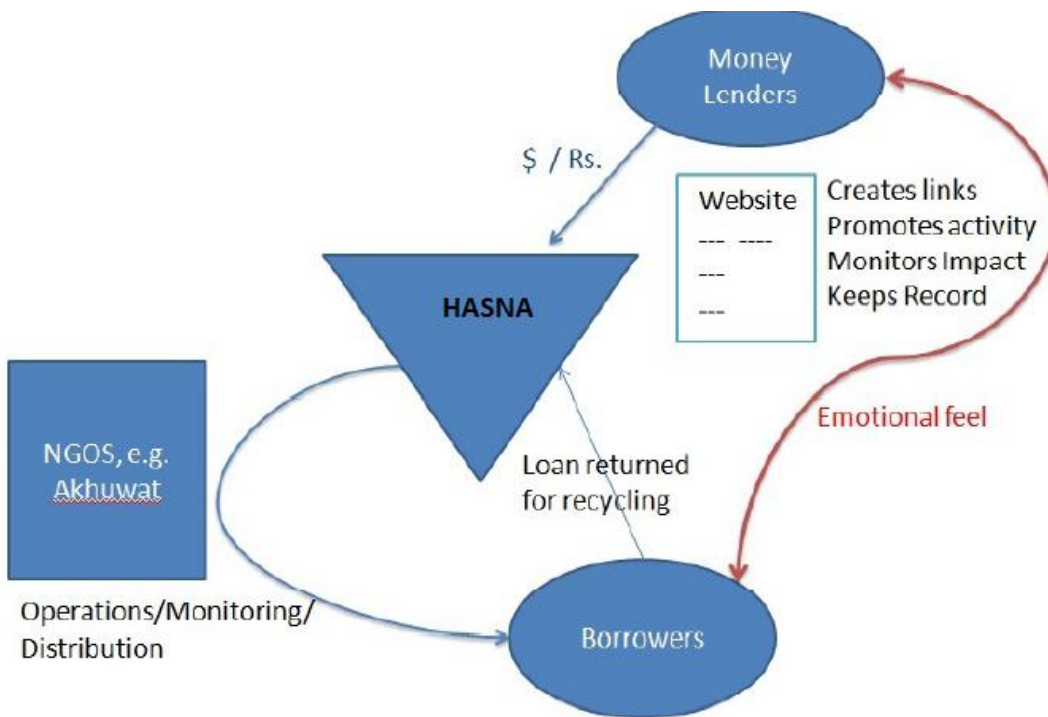 Money
Lenders
$ / Rs.
Website
--- ----
---
---
Creates links
Promotes activity
Monitors Impact
Keeps Record
HASNA
Emotional feel
NGOS, e.g.
Akhuwat
Loan returned
for recycling
Operations/Monitoring/
Distribution
Borrowers